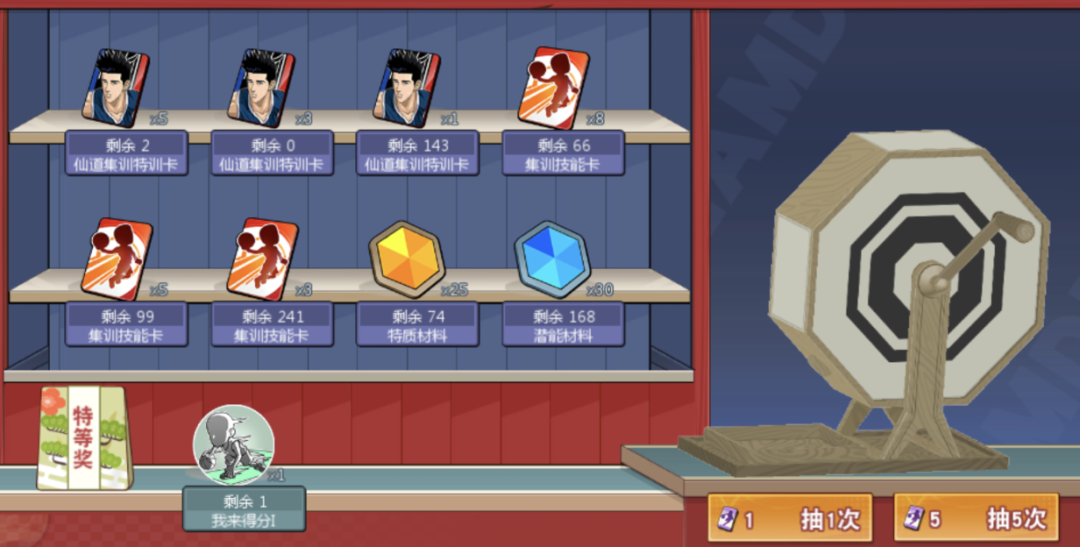 x5
x3
x1
x8
剩余 2
仙道集训特训卡
剩余 0
仙道集训特训卡
剩余 143
仙道集训特训卡
剩余 66
集训技能卡
x5
x3
x25
x30
剩余 99
集训技能卡
剩余 241
集训技能卡
剩余 74
特质材料
剩余 168
潜能材料
特等奖
x1
剩余 1
我来得分I
1 抽1次
5 抽5次